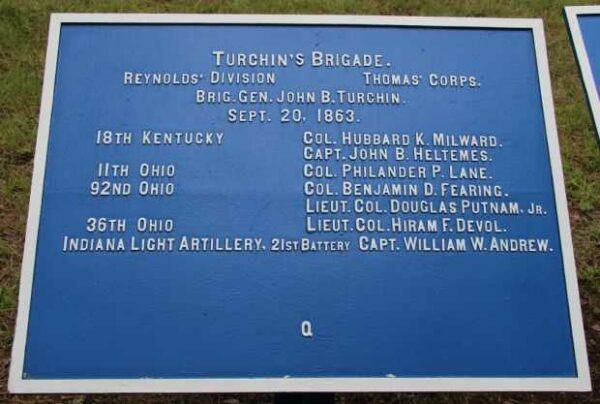 TURCHIN'S BRIGADE.
REYNOLDS' DIVISION THOMAS' CORPS.
BRIG. GEN. JOHN B. TURCHIN.
SEPT. 20, 1863.
18TH KENTUCKY COL. HUBBARD K. MILWARD.
CAPT. JOHN B. HELTEMES.
11TH OHIO COL. PHILANDER P. LANE.
92ND OHIO COL. BENJAMIN D. FEARING.
LIEUT. COL. DOUGLAS PUTNAM, JR.
36TH OHIO LIEUT. COL. HIRAM F. DEVOL.
INDIANA LIGHT ARTILLERY, 21ST BATTERY CAPT. WILLIAM W. ANDREW.
Q